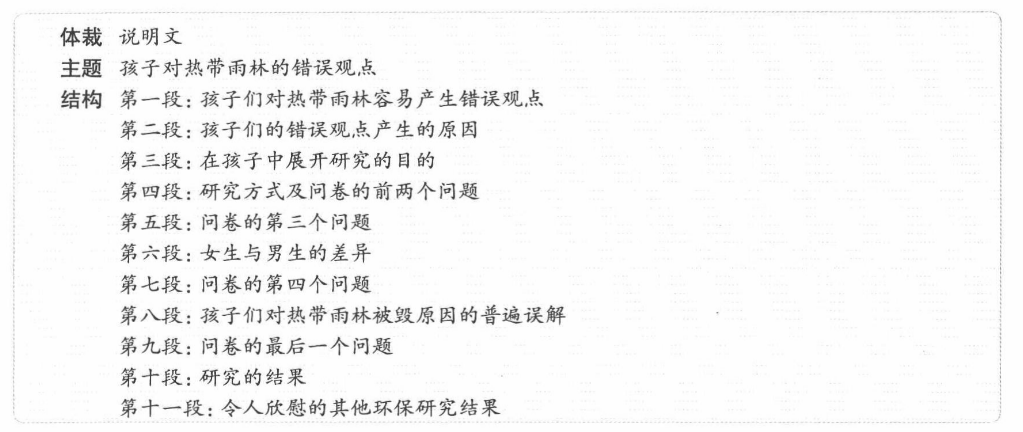 体裁 说明文
主题 孩子对热带雨林的错误观点
结构 第一段:孩子们对热带雨林容易产生错误观点
第二段:孩子们的错误观点产生的原因
第三段:在孩子中展开研究的目的
第四段:研究方式及问卷的前两个问题
第五段:问卷的第三个问题
第六段:女生与男生的差异
第七段:问卷的第四个问题
第八段:孩子们对热带雨林被毁原因的普遍误解
第九段:问卷的最后一个问题
第十段:研究的结果
第十一段:令人欣慰的其他环保研究结果